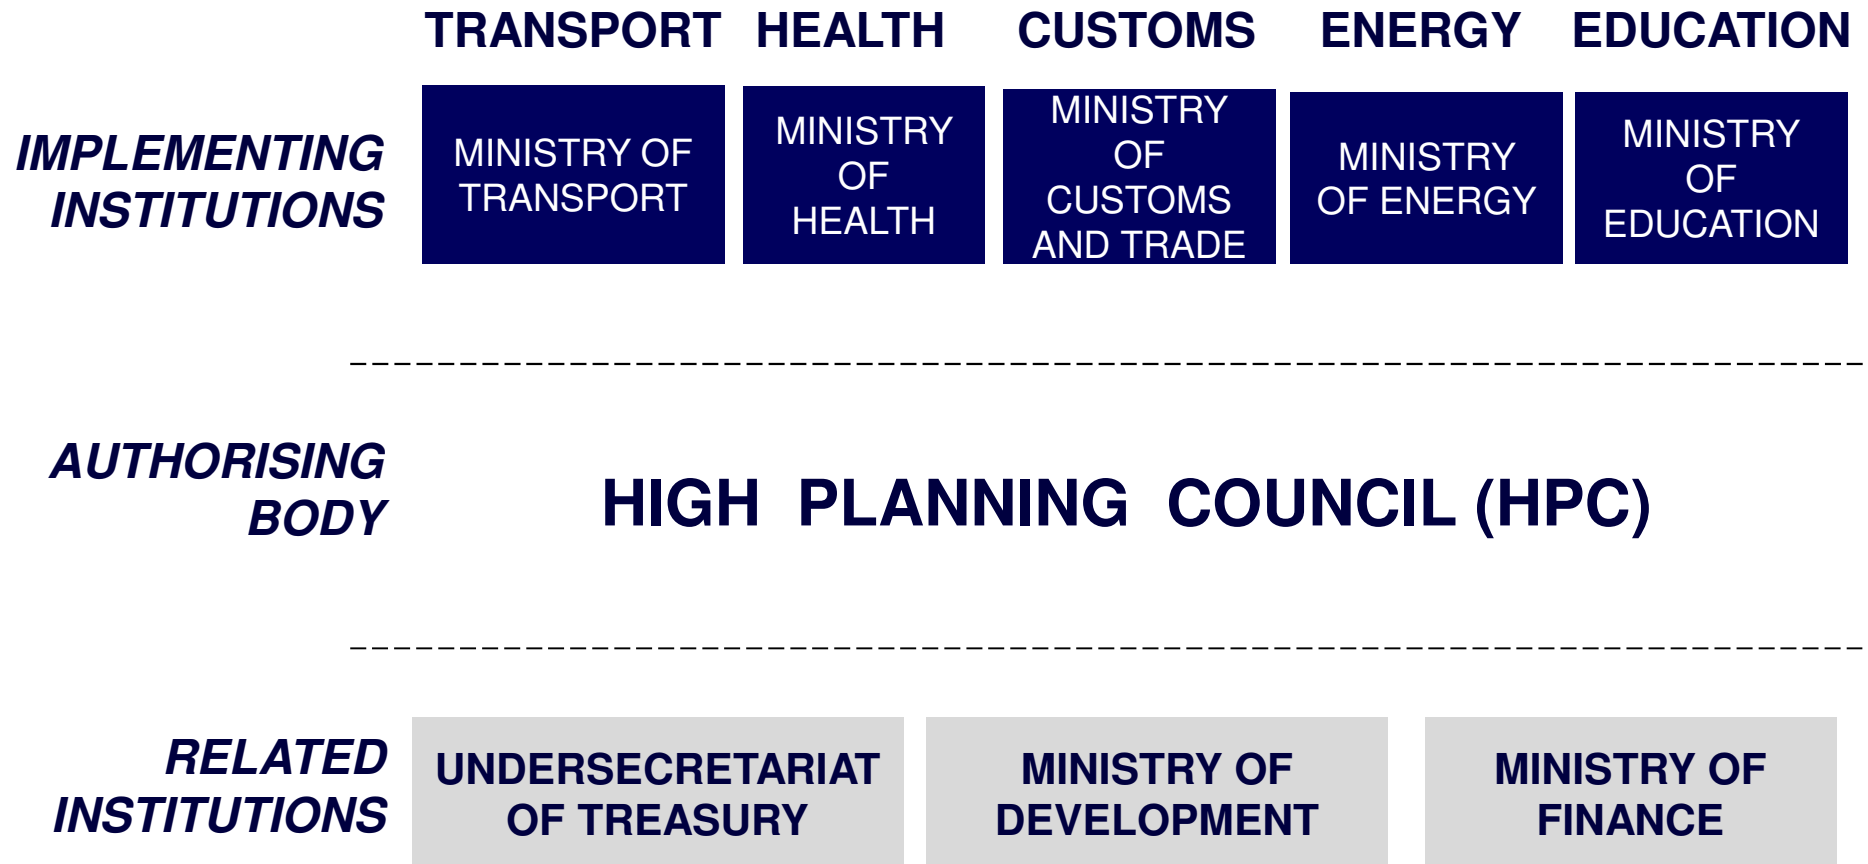 TRANSPORT HEALTH CUSTOMS ENERGY EDUCATION
IMPLEMENTING
INSTITUTIONS
MINISTRY OF
TRANSPORT
MINISTRY
OF
HEALTH
MINISTRY
OF
CUSTOMS
AND TRADE
MINISTRY
OF ENERGY
MINISTRY
OF
EDUCATION
AUTHORISING
BODY
HIGH PLANNING COUNCIL (HPC)
RELATED
INSTITUTIONS
UNDERSECRETARIAT
OF TREASURY
MINISTRY OF
DEVELOPMENT
MINISTRY OF
FINANCE